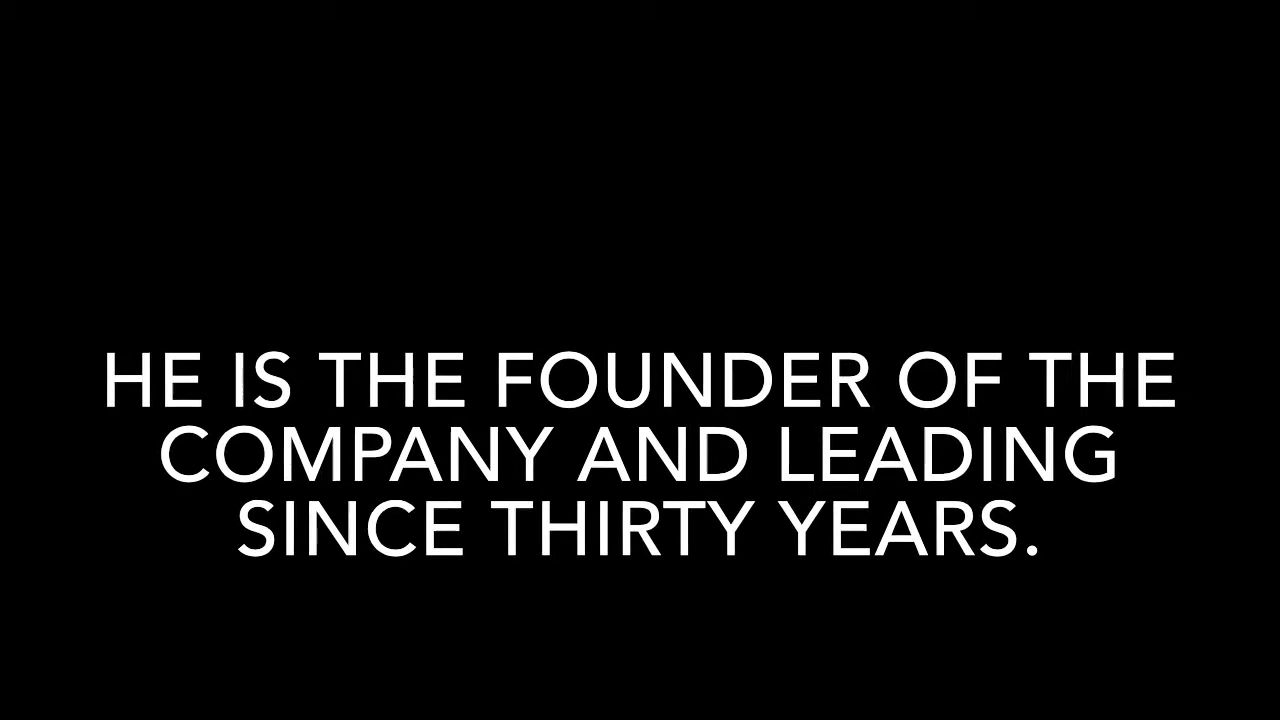 HE IS THE FOUNDER OF THE
COMPANY AND LEADING
SINCE THIRTY YEARS.